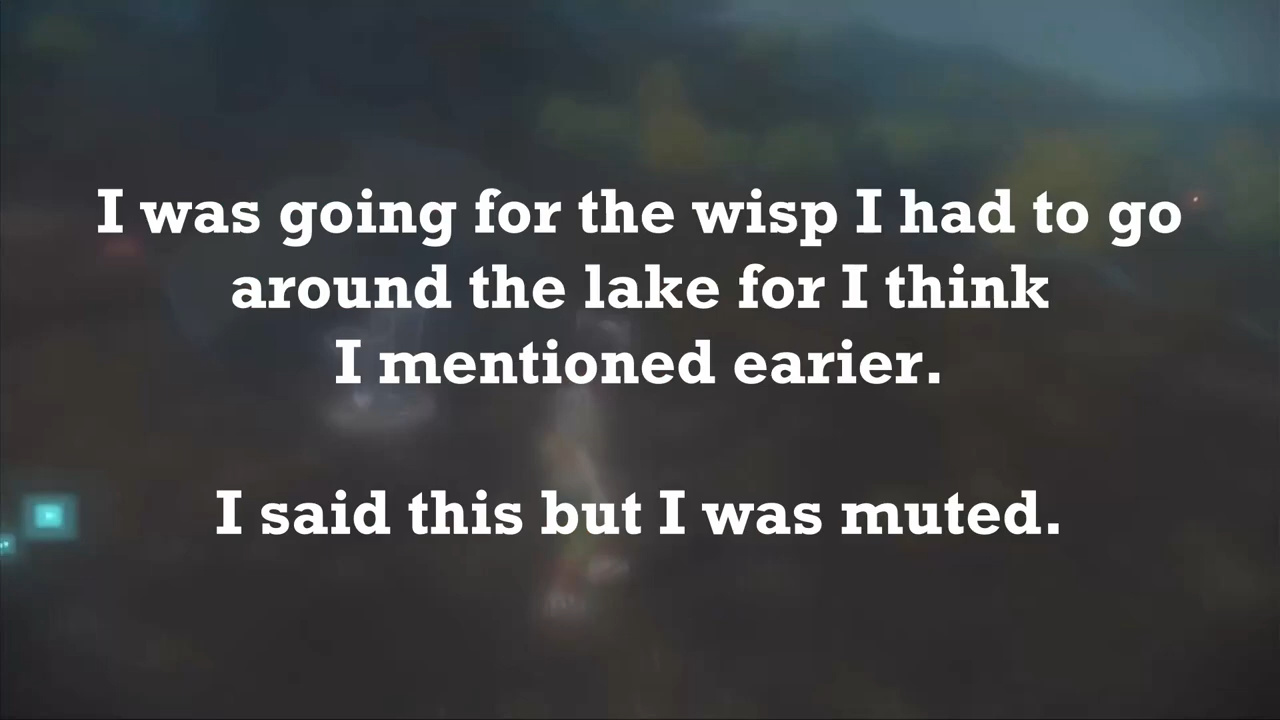 I was going for the wisp I had to go
around the lake for I think
I mentioned earier.
I said this but I was muted.